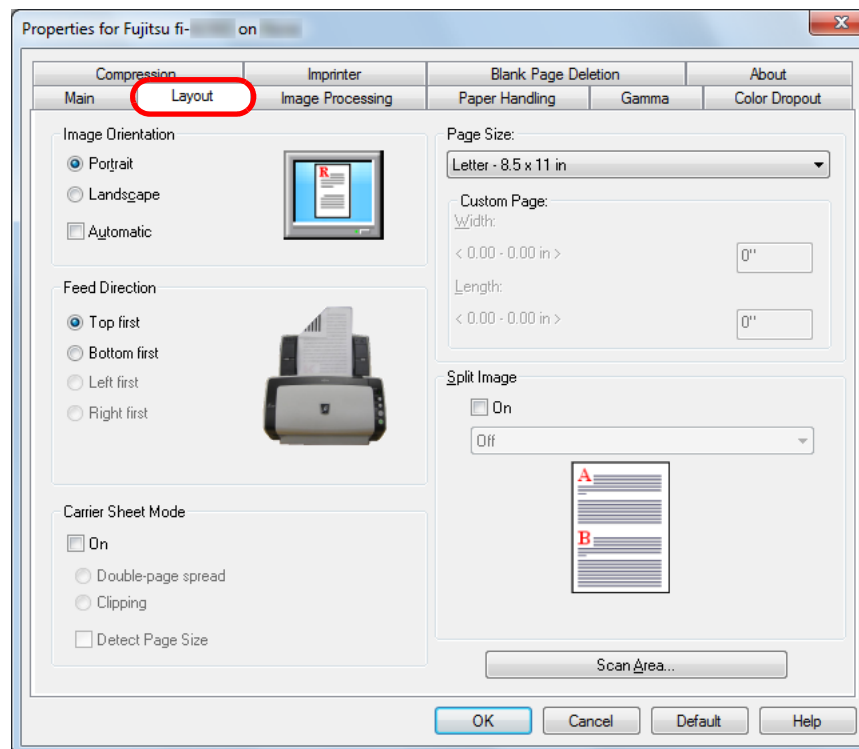 Properties for Fujitsu fi- on
Compression Imprinter Blank Page Deletion About
Main Layout Image Processing Paper Handling Gamma Color Dropout
Image Orientation
Portrait
Landscape
Automatic
R
Feed Direction
Top first
Bottom first
Left first
Right first
Carrier Sheet Mode
On
Double-page spread
Clipping
Detect Page Size
Page Size:
Letter - 8.5 x 11 in
Custom Page:
Width:
< 0.00 - 0.00 in > 0"
Length:
< 0.00 - 0.00 in > 0"
Split Image
On
Off
A
B
Scan Area...
OK Cancel Default Help